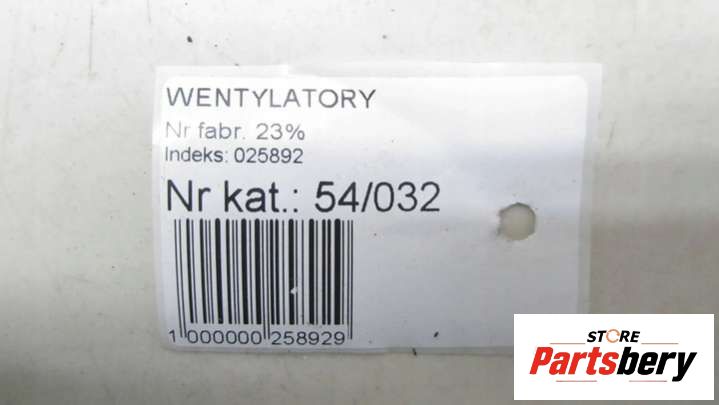 WENTYLATORY
Nr fabr. 23%
Indeks: 025892
Nr kat.: 54/032
1 000000 258929
STORE
Partsbery